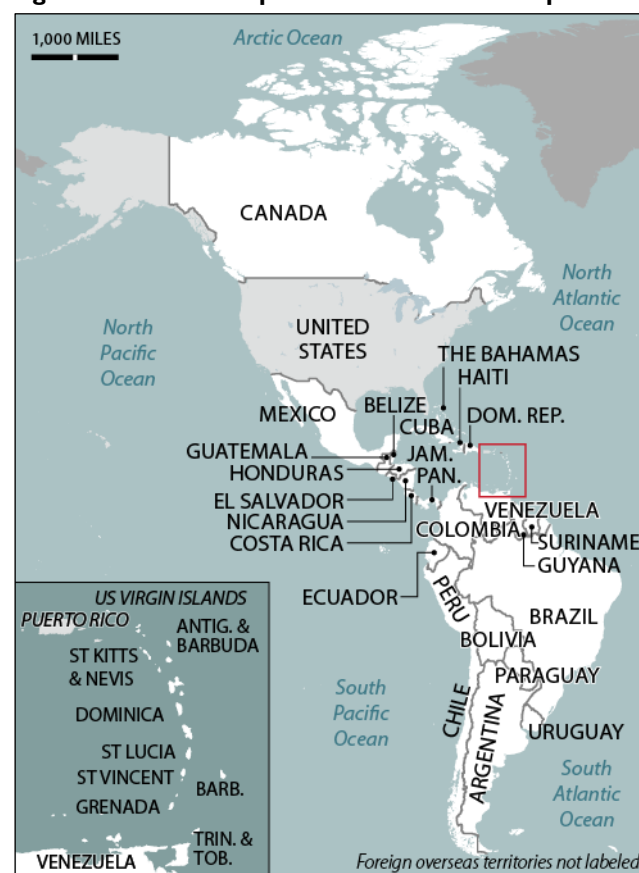 1,000 MILES
Arctic Ocean
CANADA
North
Atlantic
Ocean
North
Pacific
Ocean
UNITED
STATES
THE BAHAMAS
HAITI
MEXICO
BELIZE
CUBA
DOM. REP.
GUATEMALA
JAM.
HONDURAS
PAN.
EL SALVADOR
NICARAGUA
COSTA RICA
VENEZUELA
COLOMBIA
SURINAME
GUYANA
ECUADOR
PERU
BRAZIL
BOLIVIA
PARAGUAY
CHILE
ARGENTINA
URUGUAY
South
Pacific
Ocean
South
Atlantic
Ocean
US VIRGIN ISLANDS
PUERTO RICO
ANTIG. &
BARBUDA
ST KITTS
& NEVIS
DOMINICA
ST LUCIA
ST VINCENT
BARB.
GRENADA
TRIN. &
TOB.
VENEZUELA
Foreign overseas territories not labeled